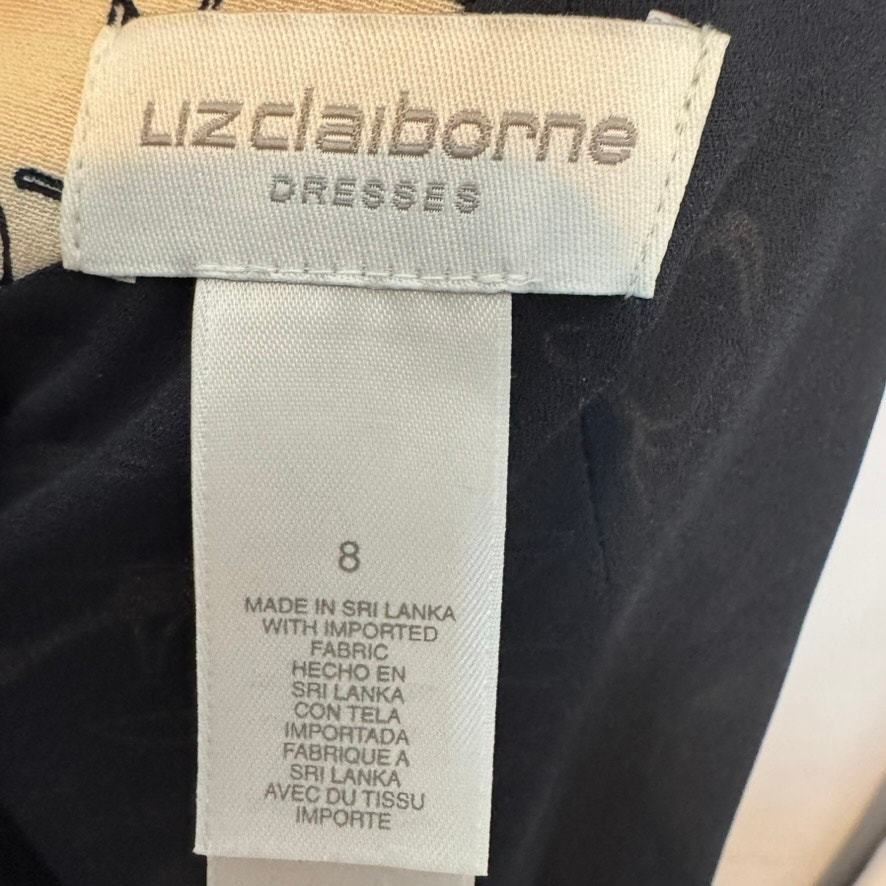 Lizclaiborne
DRESSES
8
MADE IN SRI LANKA
WITH IMPORTED
FABRIC
HECHO EN
SRI LANKA
CON TELA
IMPORTADA
FABRIQUE A
SRI LANKA
AVEC DU TISSU
IMPORTE